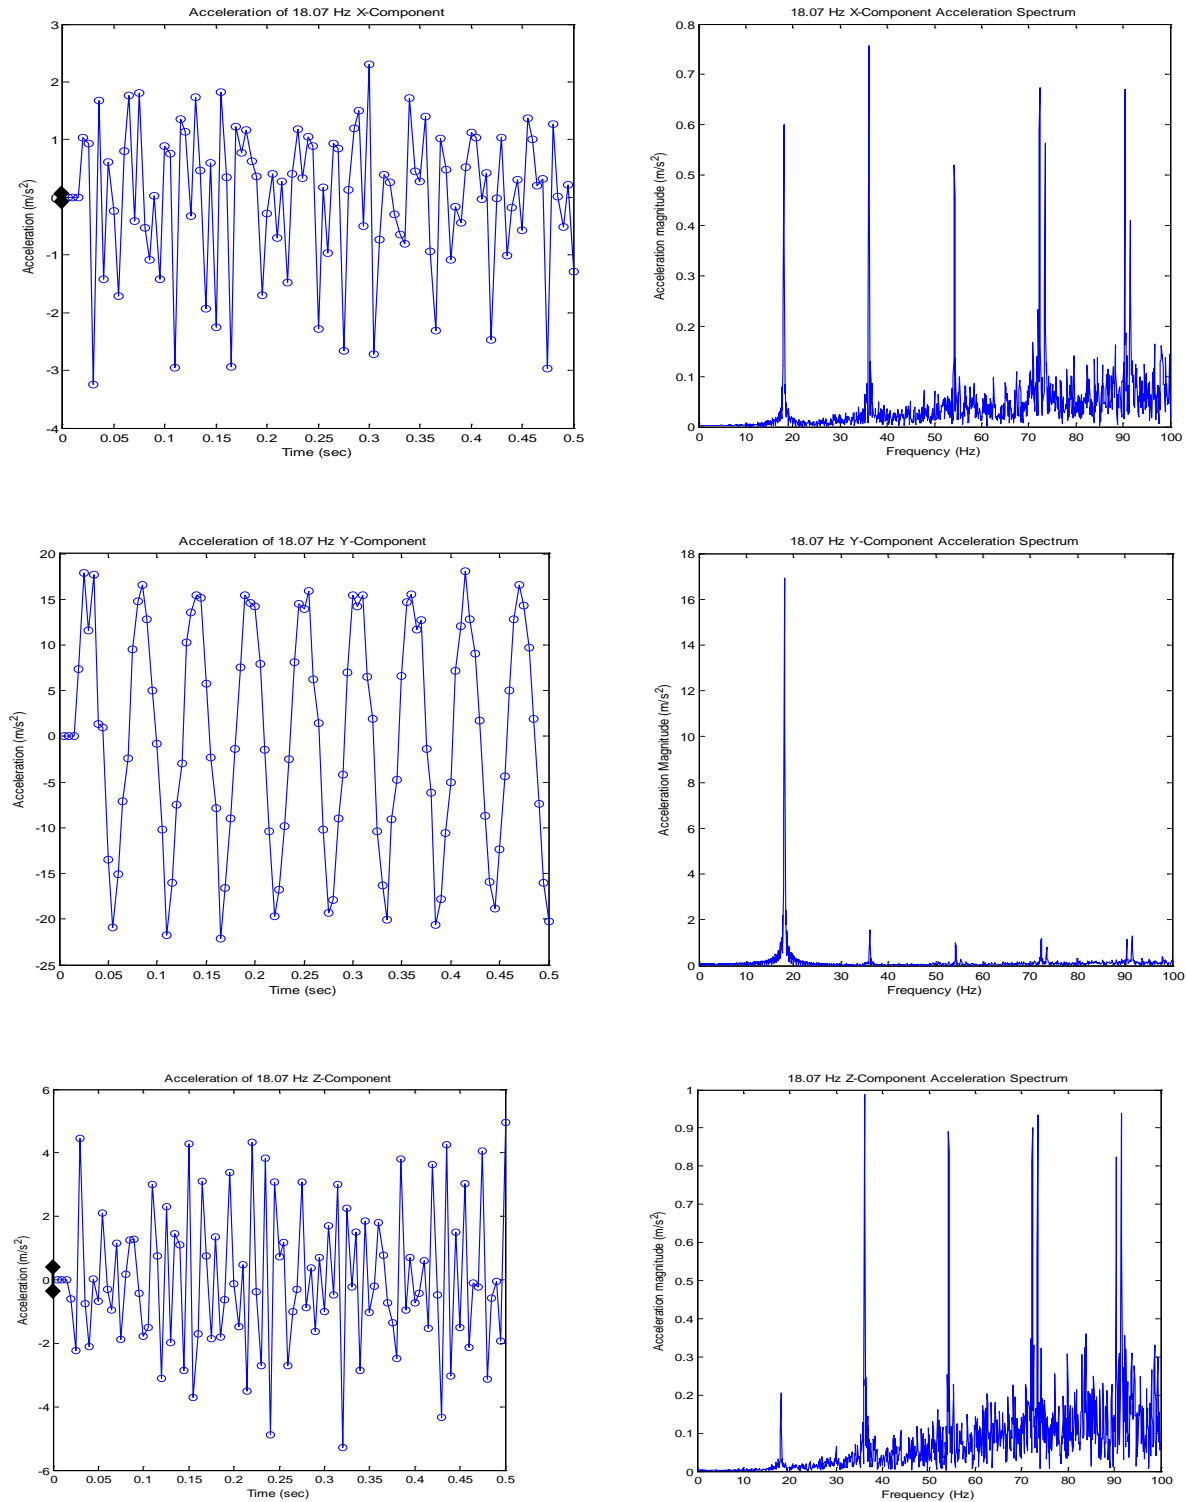 Acceleration of 18.07 Hz X-Component
3
2
1
0
-1
-2
-3
-4
0 0.05 0.1 0.15 0.2 0.25 0.3 0.35 0.4 0.45 0.5
Time (sec)
Acceleration (m/s²)
18.07 Hz X-Component Acceleration Spectrum
0.8
0.7
0.6
0.5
0.4
0.3
0.2
0.1
0
0 10 20 30 40 50 60 70 80 90 100
Frequency (Hz)
Acceleration magnitude (m/s²)
Acceleration of 18.07 Hz Y-Component
20
15
10
5
0
-5
-10
-15
-20
-25
0 0.05 0.1 0.15 0.2 0.25 0.3 0.35 0.4 0.45 0.5
Time (sec)
Acceleration (m/s²)
18.07 Hz Y-Component Acceleration Spectrum
18
16
14
12
10
8
6
4
2
0
0 10 20 30 40 50 60 70 80 90 100
Frequency (Hz)
Acceleration Magnitude (m/s²)
Acceleration of 18.07 Hz Z-Component
6
4
2
0
-2
-4
-6
0 0.05 0.1 0.15 0.2 0.25 0.3 0.35 0.4 0.45 0.5
Time (sec)
Acceleration (m/s²)
18.07 Hz Z-Component Acceleration Spectrum
1
0.9
0.8
0.7
0.6
0.5
0.4
0.3
0.2
0.1
0
0 10 20 30 40 50 60 70 80 90 100
Frequency (Hz)
Acceleration magnitude (m/s²)